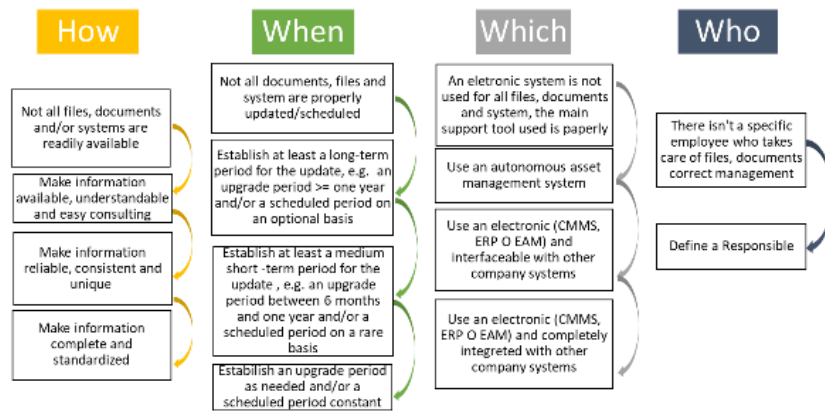 How
Not all files, documents
and/or systems are
readily available
Make information
available, understandable
and easy consulting
Make information
reliable, consistent and
unique
Make information
complete and
standardized
When
Not all documents, files and
system are properly
updated/scheduled
Establish at least a long-term
period for the update, e.g. an
upgrade period >= one year
and/or a scheduled period on
an optional basis
Establish at least a medium
short -term period for the
update , e.g. an upgrade
period between 6 months
and one year and/or a
scheduled period on a rare
basis
Estabilish an upgrade period
as needed and/or a
scheduled period constant
Which
An eletronic system is not
used for all files, documents
and system, the main
support tool used is paperly
Use an autonomous asset
management system
Use an electronic (CMMS,
ERP O EAM) and
interfaceable with other
company systems
Use an electronic (CMMS,
ERP O EAM) and completely
integreted with other
company systems
Who
There isn't a specific
employee who takes
care of files, documents
correct management
Define a Responsible